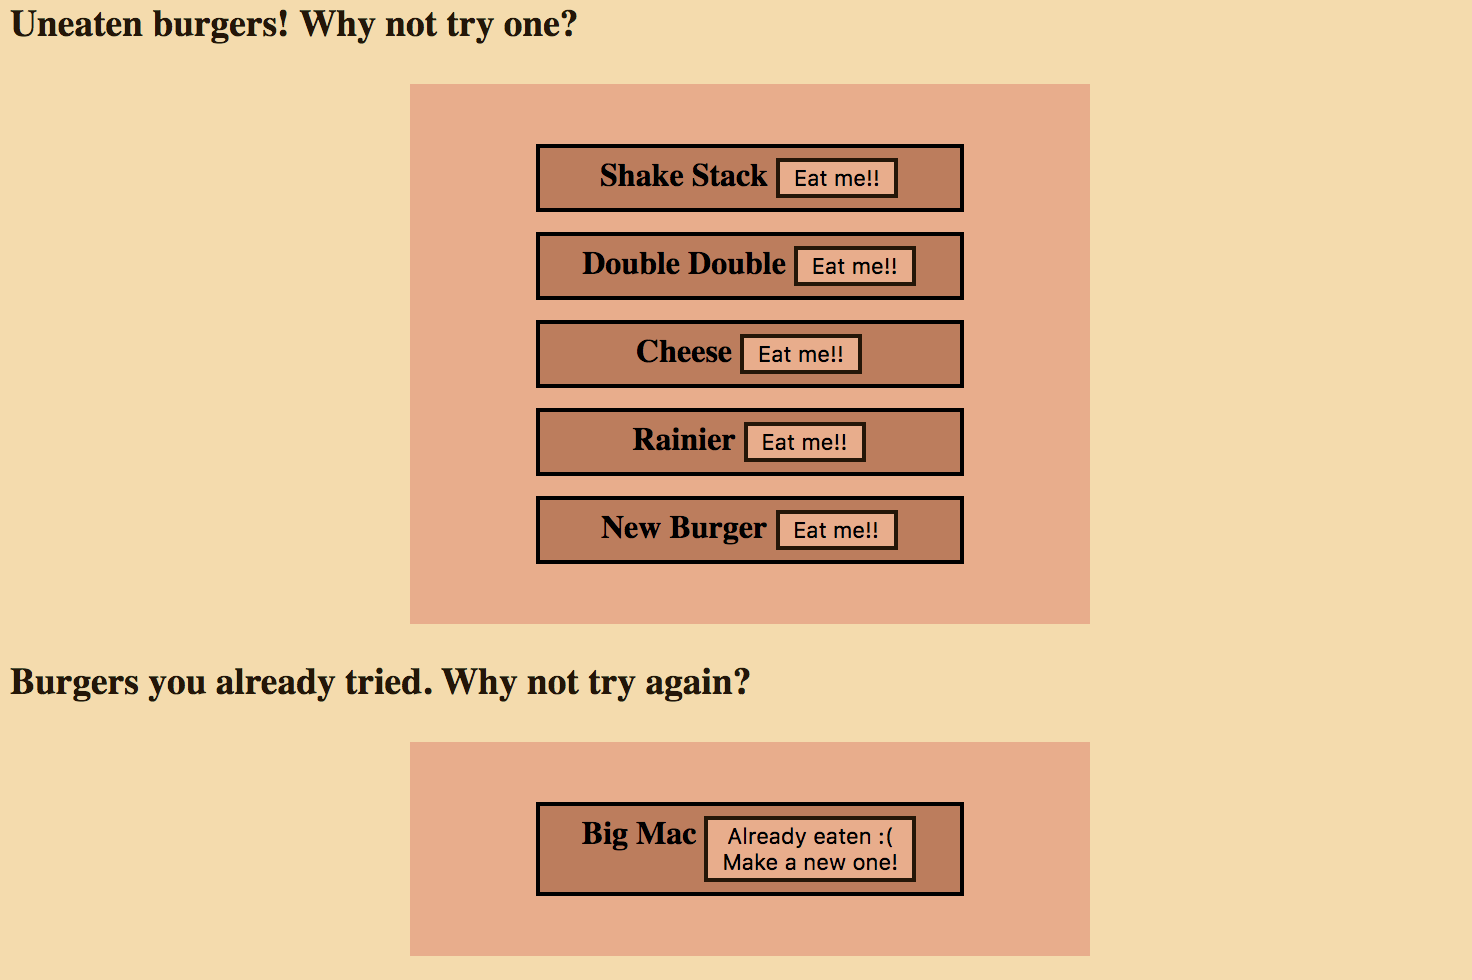 Uneaten burgers! Why not try one?
Shake Stack Eat me!!
Double Double Eat me!!
Cheese Eat me!!
Rainier Eat me!!
New Burger Eat me!!
Burgers you already tried. Why not try again?
Big Mac Already eaten :(
Make a new one!